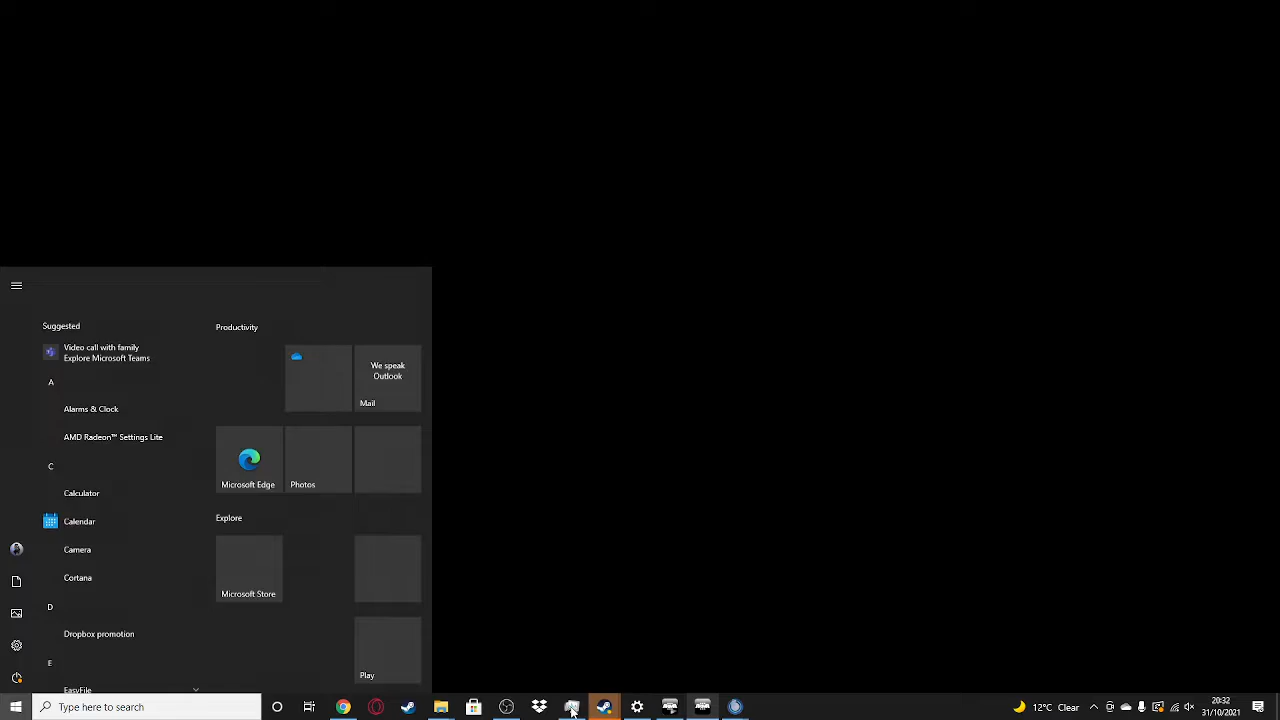 Suggested
Video call with family
Explore Microsoft Teams
A
Alarms & Clock
AMD Radeon™ Settings Lite
C
Calculator
Calendar
Camera
Cortana
D
Dropbox promotion
E
EasyFile
Productivity
We speak
Outlook
Mail
Microsoft Edge
Photos
Explore
Microsoft Store
Play
Type here to search
12°C Clear
20:32
31/10/2021